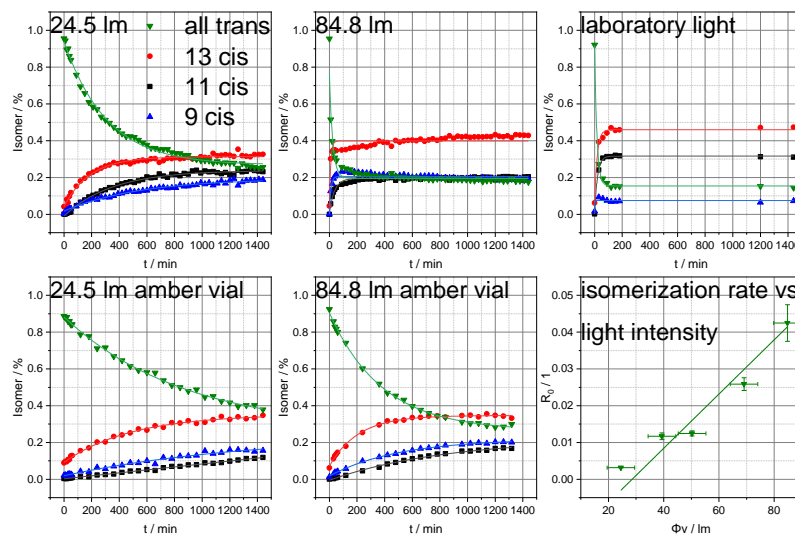 24.5 lm
all trans
13 cis
11 cis
9 cis
Isomer / %
1.0
0.8
0.6
0.4
0.2
0.0
0 200 400 600 800 1000 1200 1400
t / min
84.8 lm
Isomer / %
1.0
0.8
0.6
0.4
0.2
0.0
0 200 400 600 800 1000 1200 1400
t / min
laboratory light
Isomer / %
1.0
0.8
0.6
0.4
0.2
0.0
0 200 400 600 800 1000 1200 1400
t / min
24.5 lm amber vial
Isomer / %
1.0
0.8
0.6
0.4
0.2
0.0
0 200 400 600 800 1000 1200 1400
t / min
84.8 lm amber vial
Isomer / %
1.0
0.8
0.6
0.4
0.2
0.0
0 200 400 600 800 1000 1200 1400
t / min
isomerization rate vs
light intensity
R0 / 1
0.05
0.04
0.03
0.02
0.01
0.00
20 40 60 80
Φv / lm